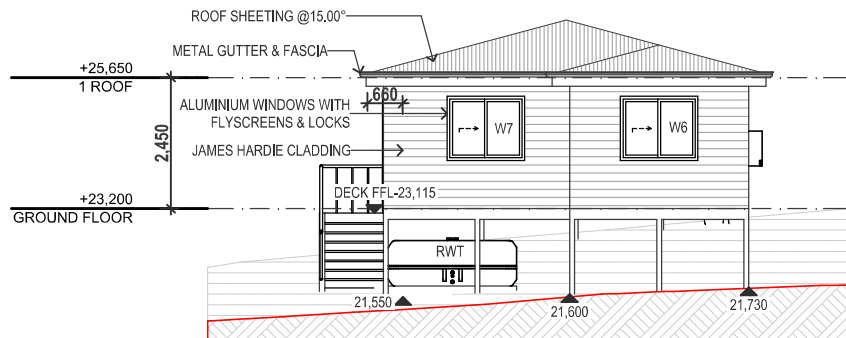 ROOF SHEETING @15.00°
METAL GUTTER & FASCIA
+25,650
1 ROOF
660
ALUMINIUM WINDOWS WITH
FLYSCREENS & LOCKS
W7
W6
2,450
JAMES HARDIE CLADDING
DECK FFL-23,115
+23,200
GROUND FLOOR
RWT
21,550
21,600
21,730